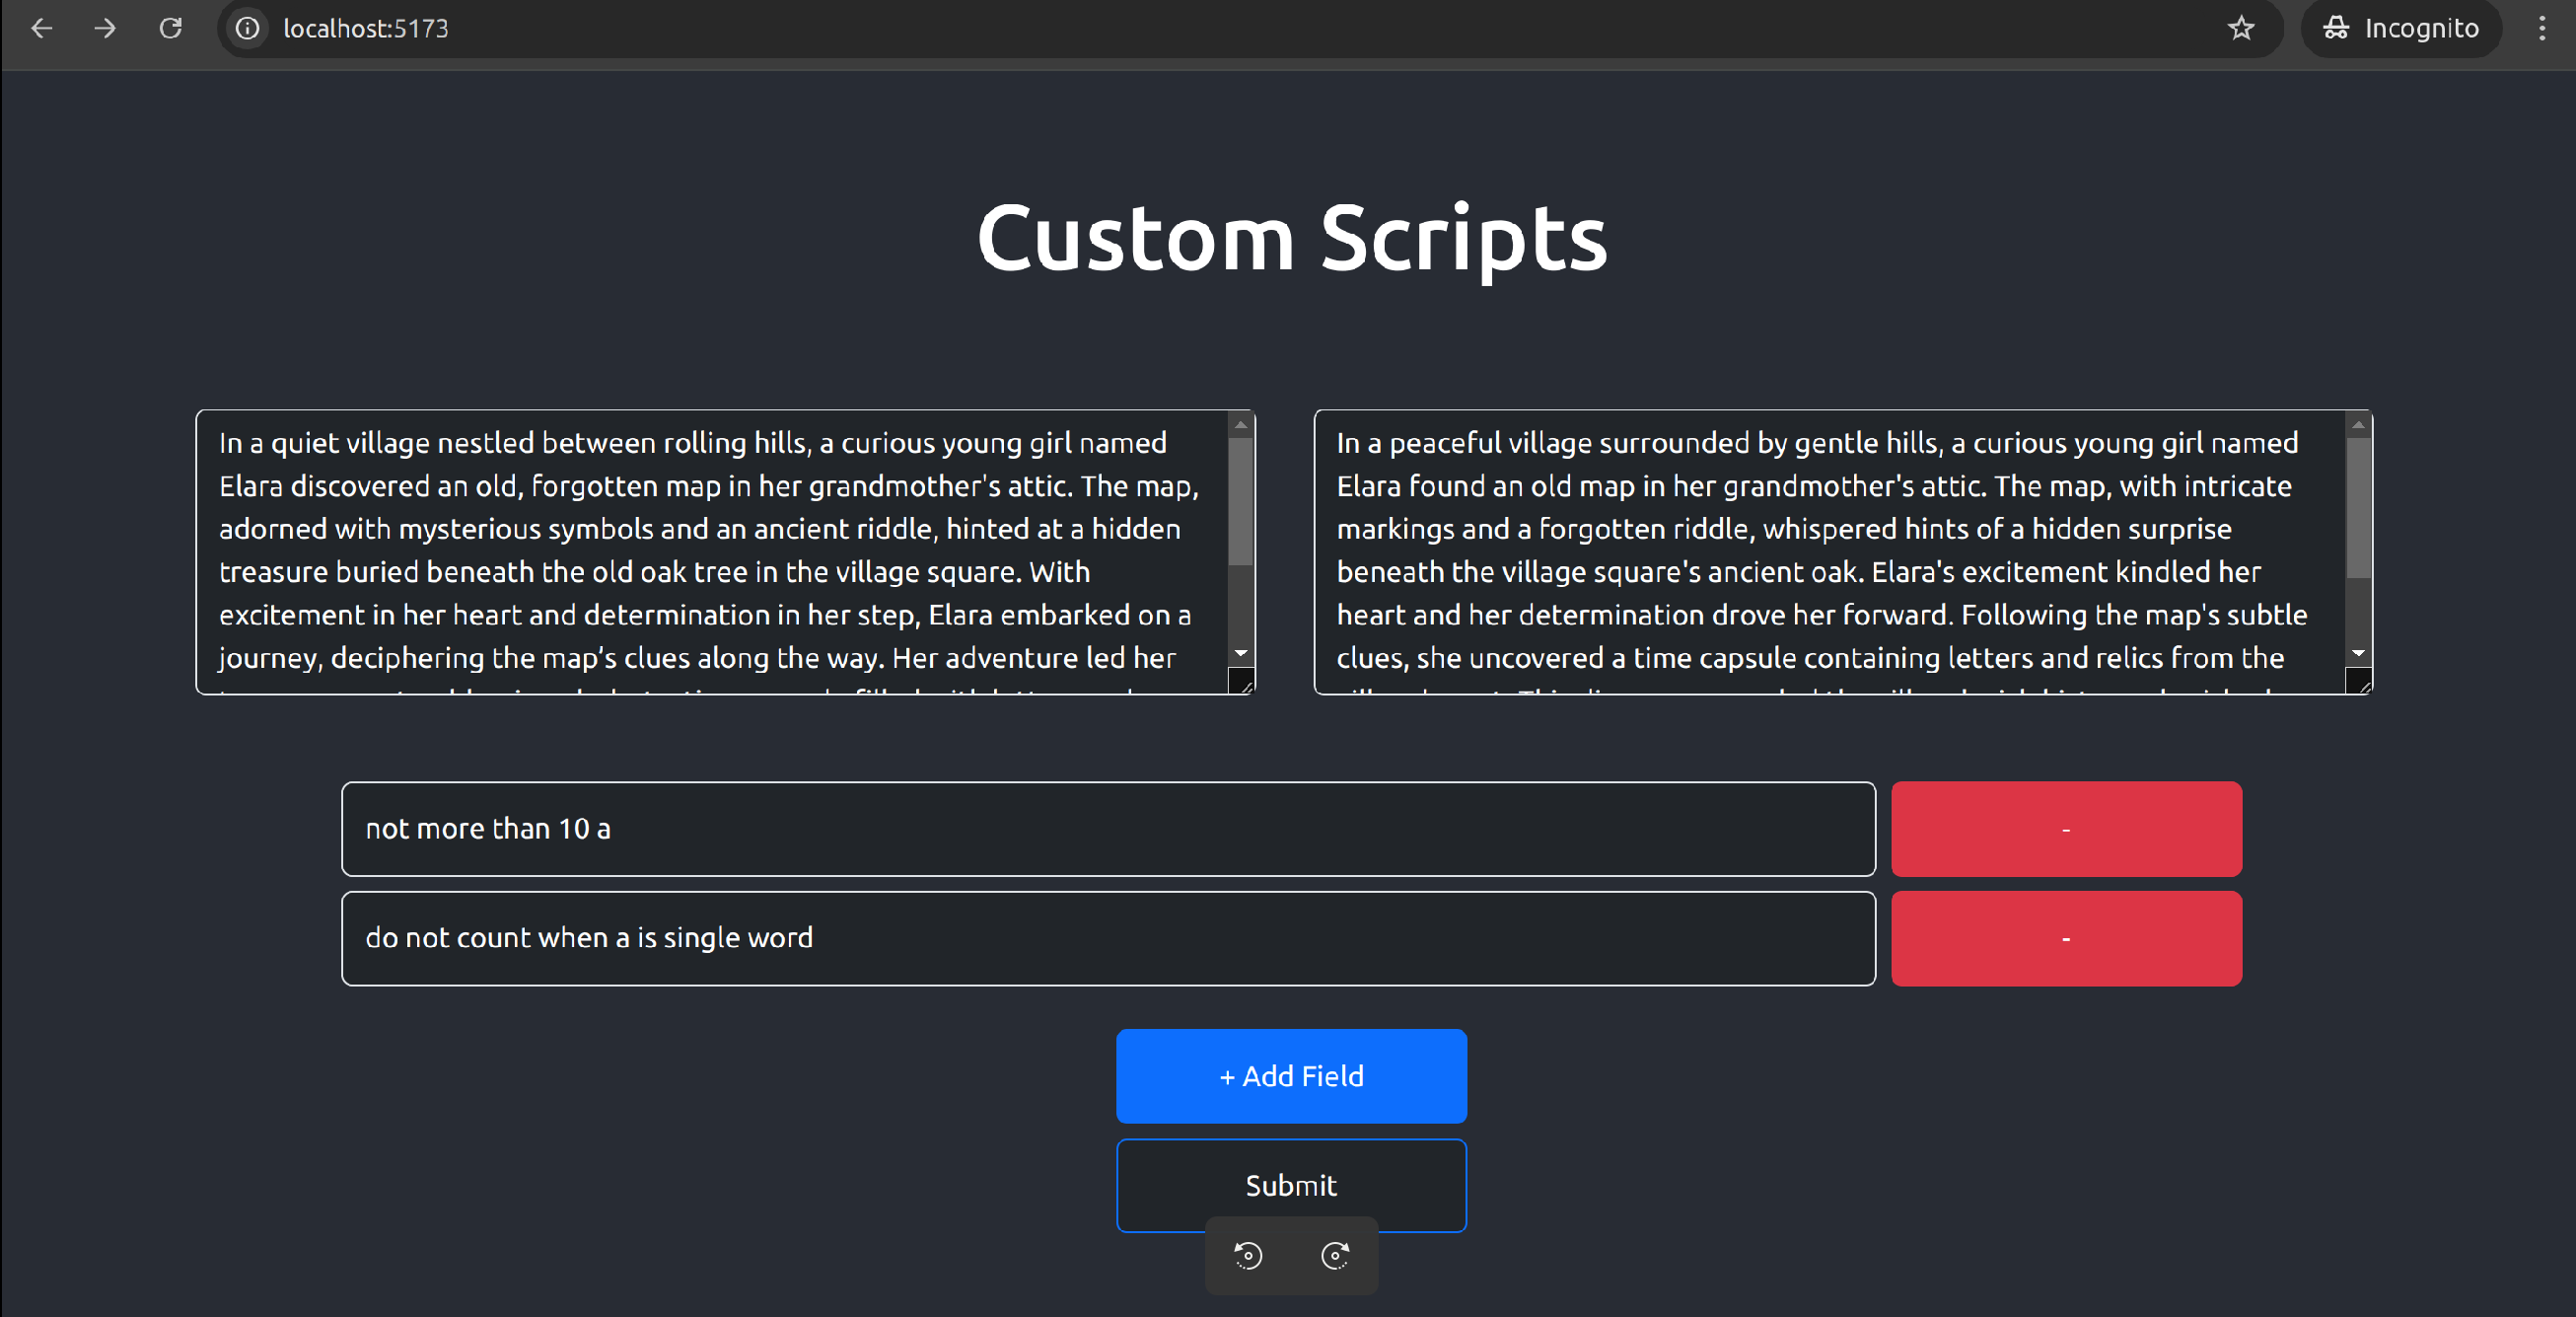 localhost:5173
Incognito
Custom Scripts
In a quiet village nestled between rolling hills, a curious young girl named
Elara discovered an old, forgotten map in her grandmother's attic. The map,
adorned with mysterious symbols and an ancient riddle, hinted at a hidden
treasure buried beneath the old oak tree in the village square. With
excitement in her heart and determination in her step, Elara embarked on a
journey, deciphering the map’s clues along the way. Her adventure led her
In a peaceful village surrounded by gentle hills, a curious young girl named
Elara found an old map in her grandmother's attic. The map, with intricate
markings and a forgotten riddle, whispered hints of a hidden surprise
beneath the village square's ancient oak. Elara's excitement kindled her
heart and her determination drove her forward. Following the map's subtle
clues, she uncovered a time capsule containing letters and relics from the
not more than 10 a
-
do not count when a is single word
-
+ Add Field
Submit